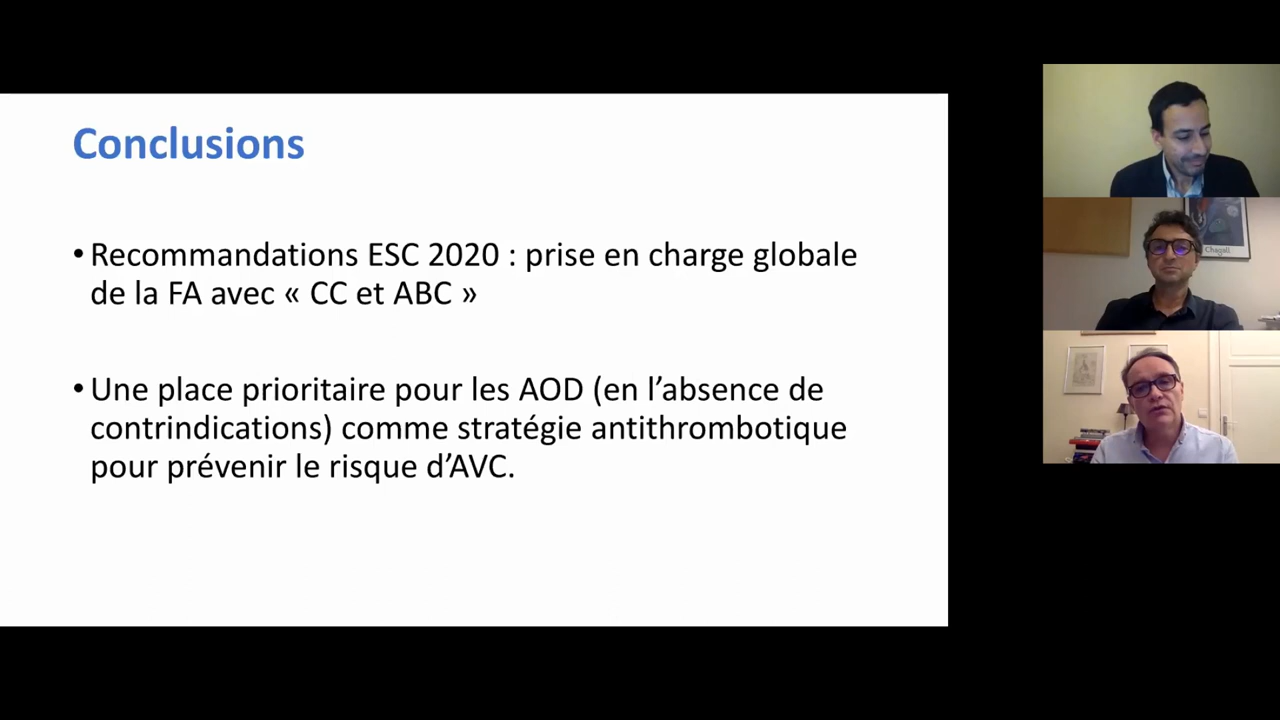 Conclusions
• Recommandations ESC 2020 : prise en charge globale
de la FA avec « CC et ABC »
• Une place prioritaire pour les AOD (en l’absence de
contrindications) comme stratégie antithrombotique
pour prévenir le risque d’AVC.
Chagall